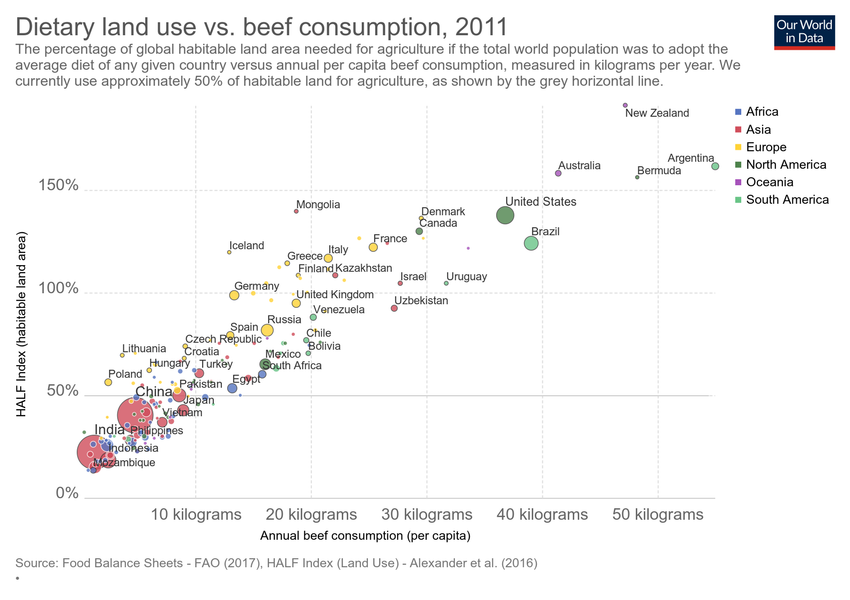 Dietary land use vs. beef consumption, 2011
Our World
in Data
The percentage of global habitable land area needed for agriculture if the total world population was to adopt the
average diet of any given country versus annual per capita beef consumption, measured in kilograms per year. We
currently use approximately 50% of habitable land for agriculture, as shown by the grey horizontal line.
New Zealand
Africa
Asia
Europe
North America
Oceania
South America
Argentina
Australia
Bermuda
150%
United States
Mongolia
Denmark
Canada
Brazil
France
Iceland
Italy
Greece
Finland
Kazakhstan
Israel
Uruguay
100%
Germany
United Kingdom
Uzbekistan
Venezuela
Russia
Spain
Chile
Czech Republic
Bolivia
Lithuania
Croatia
Mexico
Hungary
Turkey
South Africa
Poland
Egypt
Pakistan
50%
China
Japan
Vietnam
India
Philippines
Indonesia
Mozambique
0%
HALF Index (habitable land area)
10 kilograms
20 kilograms
30 kilograms
40 kilograms
50 kilograms
Annual beef consumption (per capita)
Source: Food Balance Sheets - FAO (2017), HALF Index (Land Use) - Alexander et al. (2016)
•